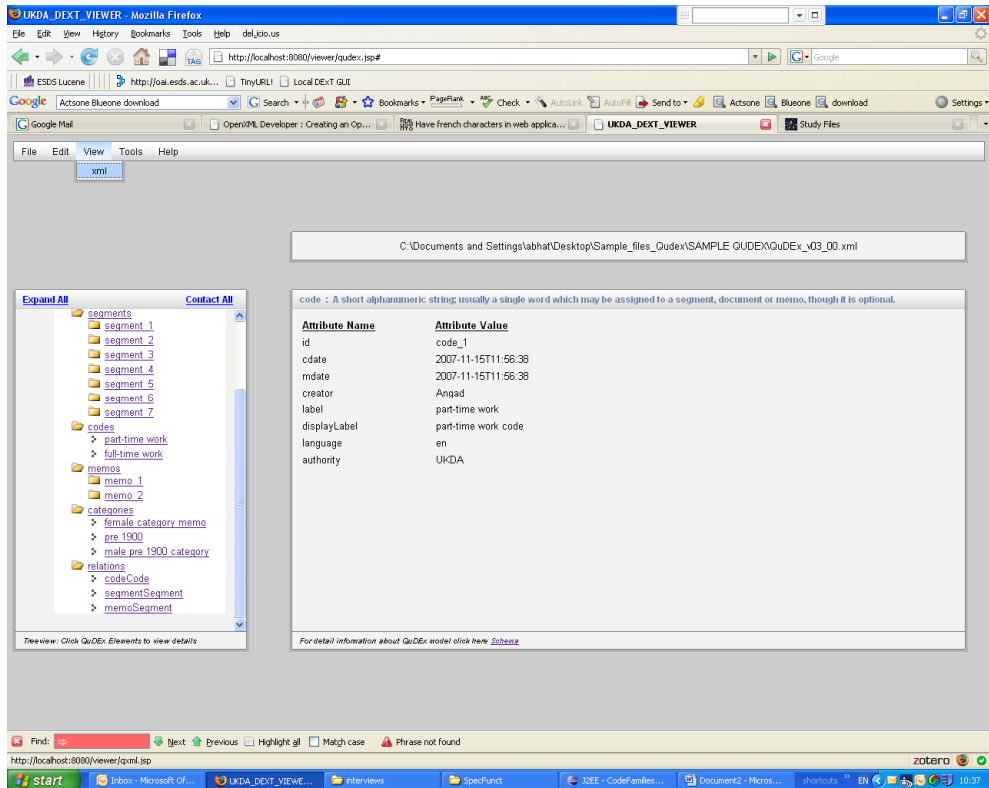 UKDA_DEXT_VIEWER - Mozilla Firefox
File Edit View History Bookmarks Tools Help del.icio.us
TAG http://localhost:8080/viewer/qudex.jsp# G Google
ESDS Lucene http://oai.esds.ac.uk... TinyURL! Local DExT GUI
Google Actsone Blueone download G Search Bookmarks PageRank Check AutoLink AutoFill Send to Actsone Blueone download Settings
Google Mail OpenXML Developer : Creating an Op... Have french characters in web applica... UKDA_DEXT_VIEWER Study Files
File Edit View Tools Help
xml
C:\Documents and Settings\abhat\Desktop\Sample_files_Qudex\SAMPLE QUDEX\QuDEx_v03_00.xml
Expand All Contact All
segments
segment_1
segment_2
segment_3
segment_4
segment_5
segment_6
segment_7
codes
part-time work
full-time work
memos
memo_1
memo_2
categories
female category memo
pre 1900
male pre 1900 category
relations
codeCode
segmentSegment
memoSegment
Treeview: Click QuDEx Elements to view details
code : A short alphanumeric string; usually a single word which may be assigned to a segment, document or memo, though it is optional.
Attribute Name Attribute Value
id code_1
cdate 2007-11-15T11:56:38
mdate 2007-11-15T11:56:38
creator Angad
label part-time work
displayLabel part-time work code
language en
authority UKDA
For detail information about QuDEx model click here Schema
Find: xp Next Previous Highlight all Match case Phrase not found
http://localhost:8080/viewer/qxml.jsp zotero
start Inbox - Microsoft Of... UKDA_DEXT_VIEWE... interviews SpecFunct J2EE - CodeFamilies... Document2 - Micros... shortcuts » EN 10:37